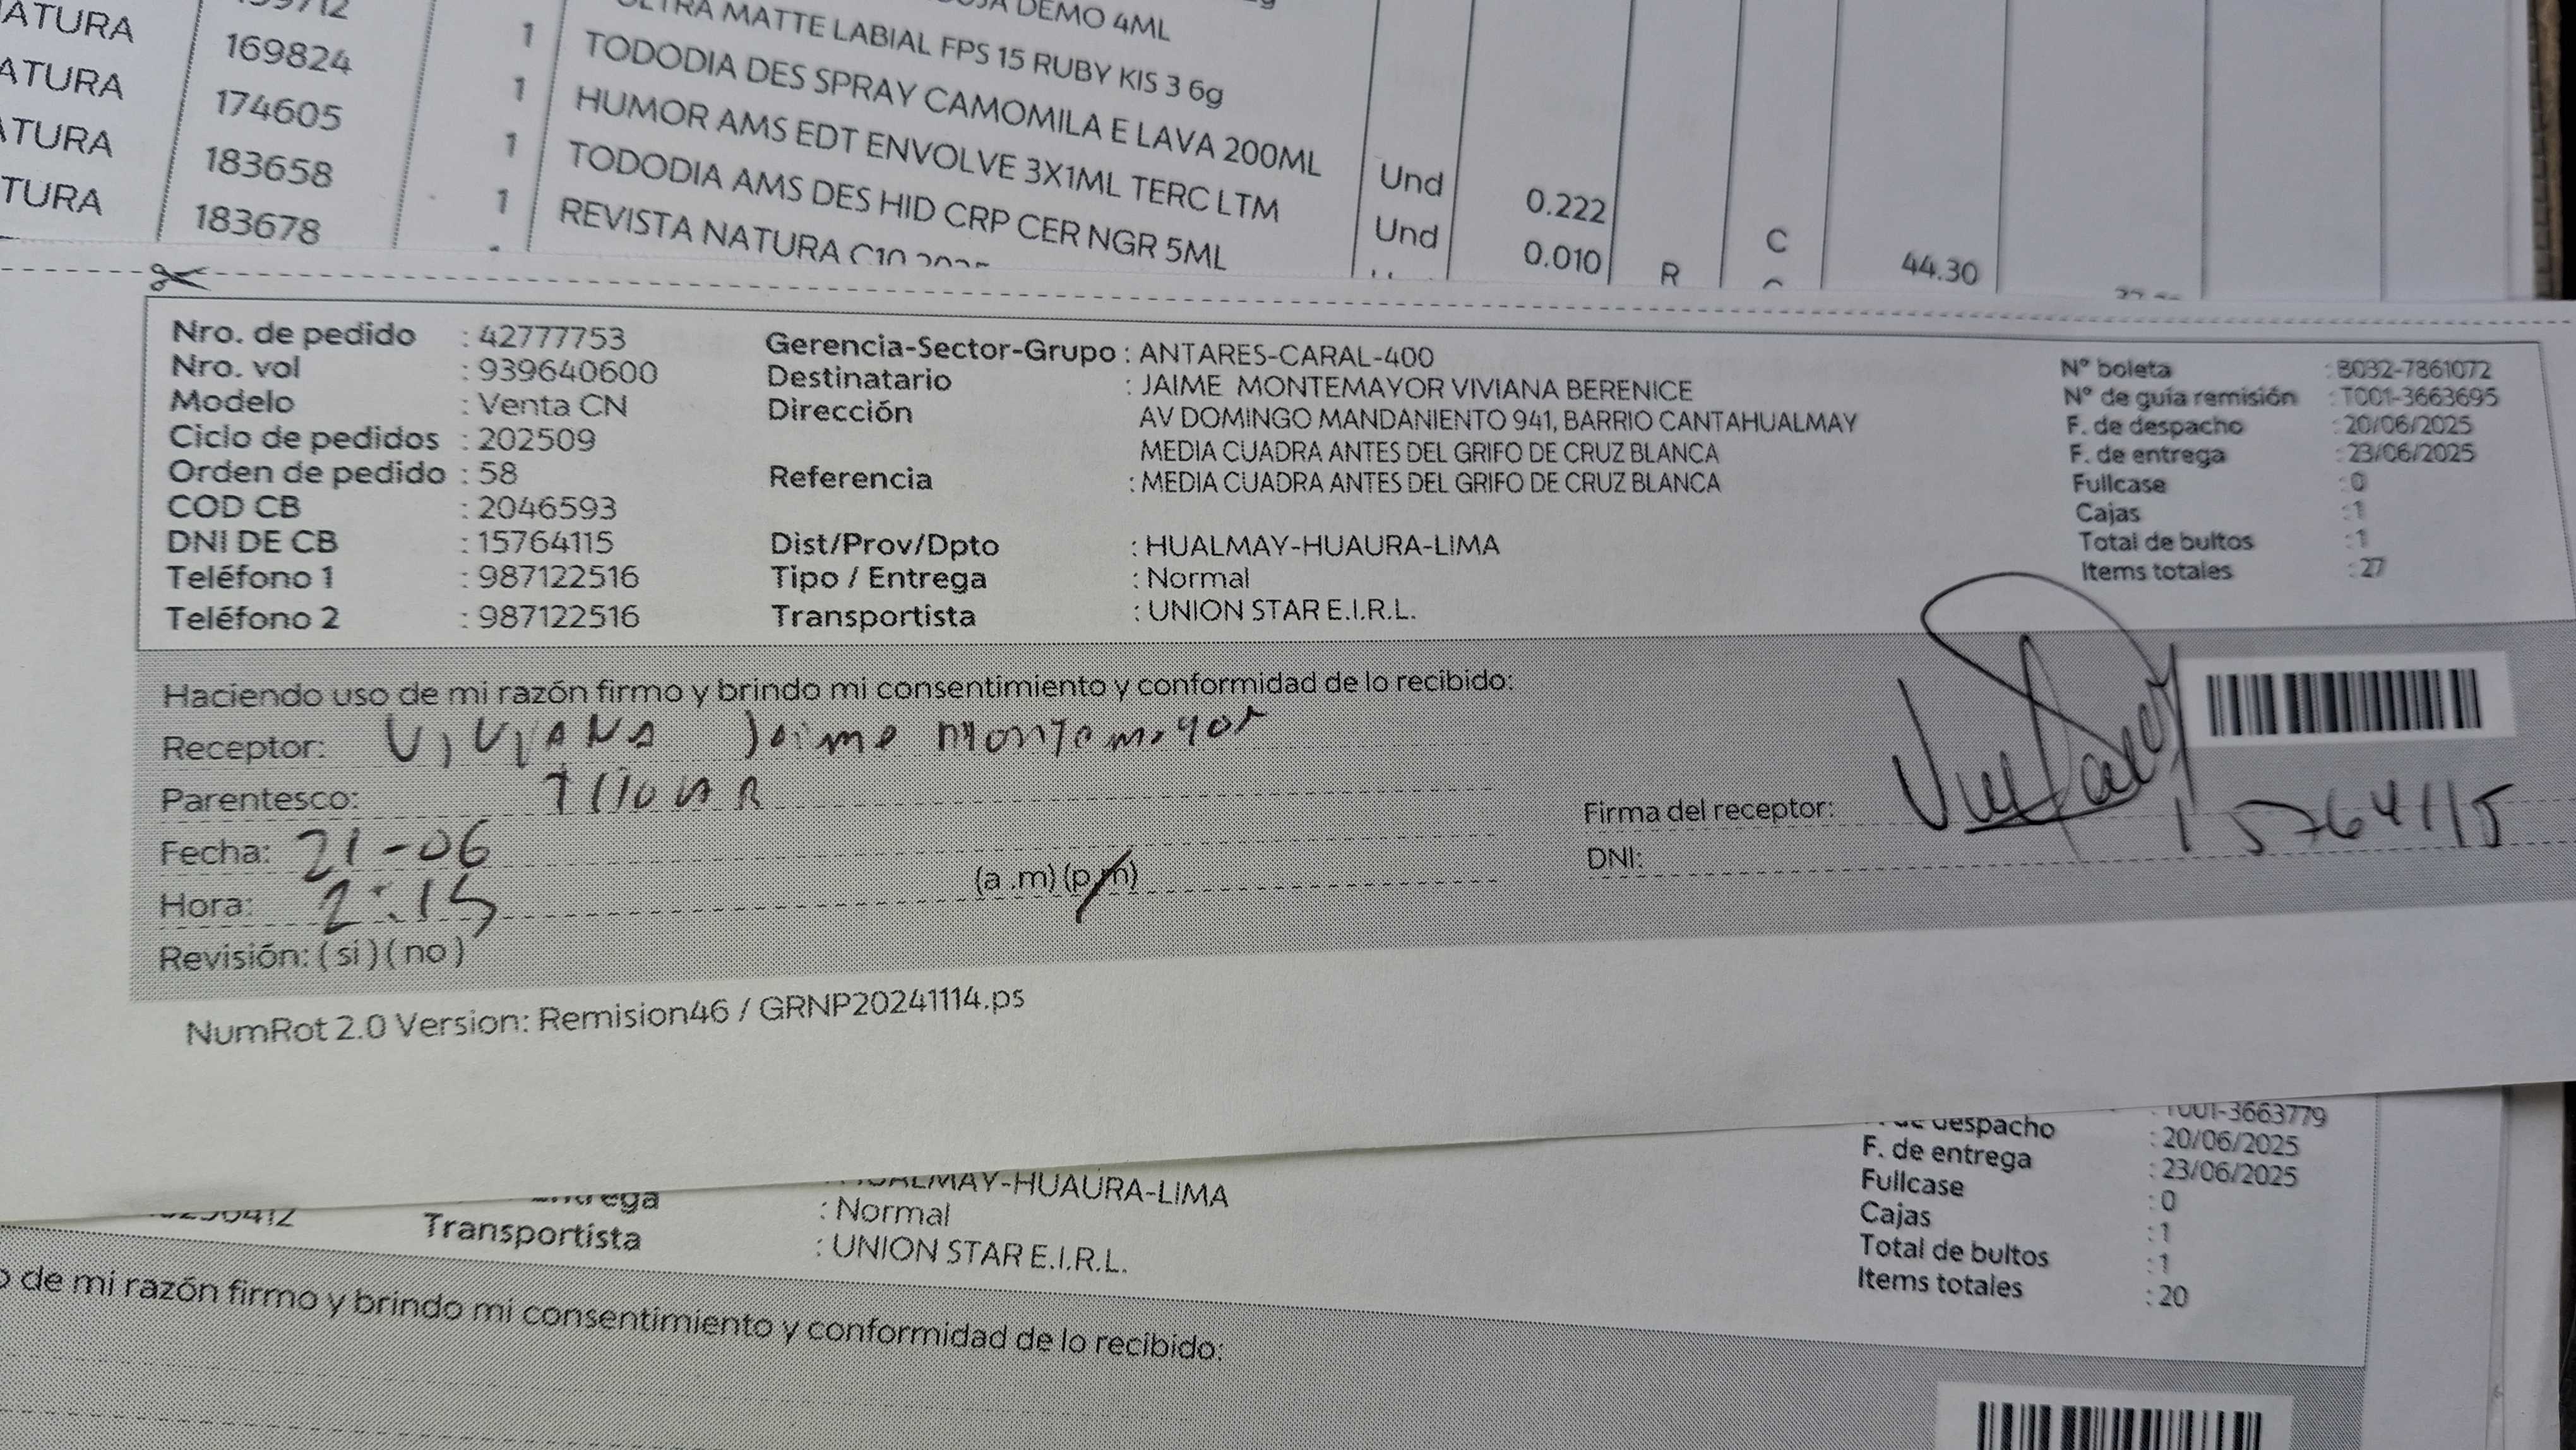 DEMO 4ML
ATURA 169824 1 ULTRA MATTE LABIAL FPS 15 RUBY KIS 3 6g
ATURA 174605 1 TODODIA DES SPRAY CAMOMILA E LAVA 200ML Und 0.222 C 44.30
ATURA 183658 1 HUMOR AMS EDT ENVOLVE 3X1ML TERC LTM Und 0.010 R
TURA 183678 1 TODODIA AMS DES HID CRP CER NGR 5ML
REVISTA NATURA C10
Nro. de pedido : 42777753
Nro. vol : 939640600
Modelo : Venta CN
Ciclo de pedidos : 202509
Orden de pedido : 58
COD CB : 2046593
DNI DE CB : 15764115
Teléfono 1 : 987122516
Teléfono 2 : 987122516
Gerencia-Sector-Grupo : ANTARES-CARAL-400
Destinatario : JAIME MONTEMAYOR VIVIANA BERENICE
Dirección AV DOMINGO MANDANIENTO 941, BARRIO CANTAHUALMAY
MEDIA CUADRA ANTES DEL GRIFO DE CRUZ BLANCA
Referencia : MEDIA CUADRA ANTES DEL GRIFO DE CRUZ BLANCA
Dist/Prov/Dpto : HUALMAY-HUAURA-LIMA
Tipo / Entrega : Normal
Transportista : UNION STAR E.I.R.L.
N° boleta : B032-7861072
N° de guía remisión : T001-3663695
F. de despacho : 20/06/2025
F. de entrega : 23/06/2025
Fullcase : 0
Cajas : 1
Total de bultos : 1
Items totales : 27
Haciendo uso de mi razón firmo y brindo mi consentimiento y conformidad de lo recibido:
Receptor: Viviana Jaime Montemayor
Parentesco:
Fecha: 21-06
Hora: 2:15 (a .m) (p.m)
Revisión: ( si ) ( no )
Firma del receptor:
DNI: 15764115
NumRot 2.0 Version: Remision46 / GRNP20241114.ps
: T001-3663779
despacho : 20/06/2025
F. de entrega : 23/06/2025
Fullcase : 0
Cajas : 1
Total de bultos : 1
Items totales : 20
HUALMAY-HUAURA-LIMA
: Normal
Transportista : UNION STAR E.I.R.L.
de mi razón firmo y brindo mi consentimiento y conformidad de lo recibido: